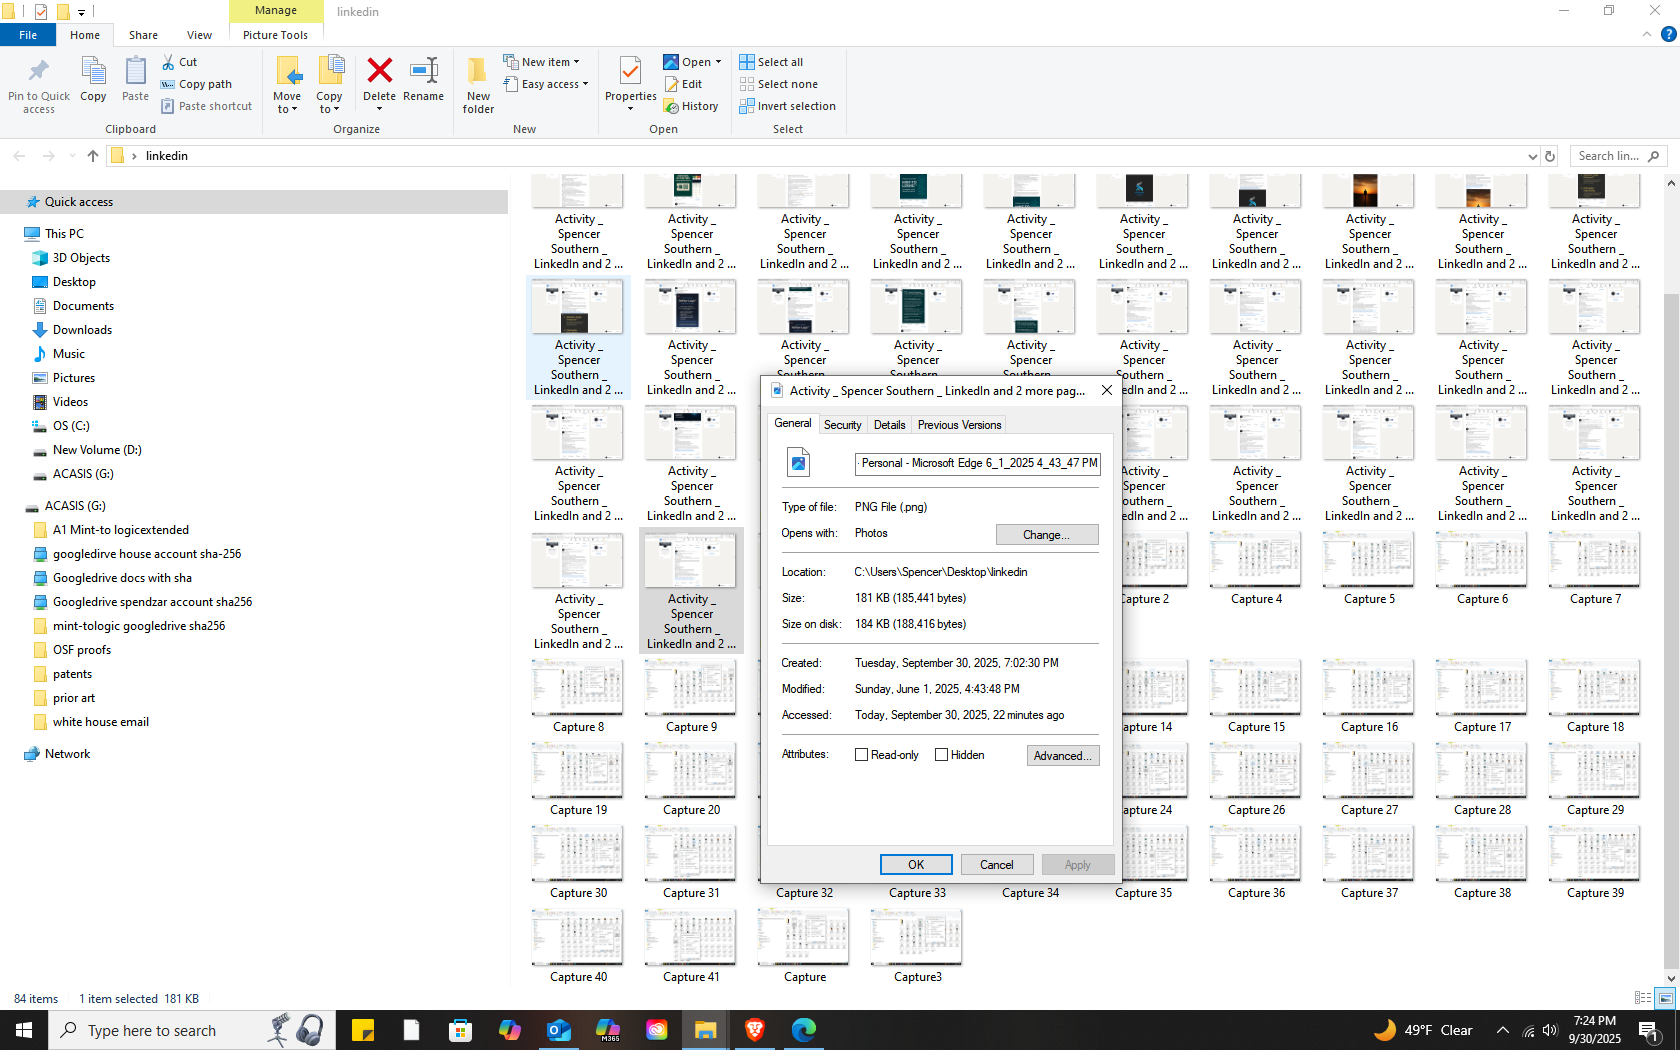 Manage
linkedin
File
Home
Share
View
Picture Tools
Pin to Quick access
Copy
Paste
Cut
Copy path
Paste shortcut
Clipboard
Move to
Copy to
Delete
Rename
Organize
New folder
New item
Easy access
New
Properties
Open
Edit
History
Open
Select all
Select none
Invert selection
Select
linkedin
Search lin...
Quick access
This PC
3D Objects
Desktop
Documents
Downloads
Music
Pictures
Videos
OS (C:)
New Volume (D:)
ACASIS (G:)
ACASIS (G:)
A1 Mint-to logicextended
googledirve house account sha-256
Googledrive docs with sha
Googledrive spendzar account sha256
mint-tologic googledrive sha256
OSF proofs
patents
prior art
white house email
Network
Activity _ Spencer Southern _ LinkedIn and 2 ...
Activity _ Spencer Southern _ LinkedIn and 2 ...
Activity _ Spencer Southern _ LinkedIn and 2 ...
Activity _ Spencer Southern _ LinkedIn and 2 ...
Activity _ Spencer Southern _ LinkedIn and 2 ...
Activity _ Spencer Southern _ LinkedIn and 2 ...
Activity _ Spencer Southern _ LinkedIn and 2 ...
Activity _ Spencer Southern _ LinkedIn and 2 ...
Activity _ Spencer Southern _ LinkedIn and 2 ...
Activity _ Spencer Southern _ LinkedIn and 2 ...
Activity _ Spencer Southern _ LinkedIn and 2 ...
Activity _ Spencer Southern _ LinkedIn and 2 ...
Activity _ Spencer
Activity _ Spencer
Activity _ Spencer
Activity _ Spencer Southern _ LinkedIn and 2 ...
Activity _ Spencer Southern _ LinkedIn and 2 ...
Activity _ Spencer Southern _ LinkedIn and 2 ...
Activity _ Spencer Southern _ LinkedIn and 2 ...
Activity _ Spencer Southern _ LinkedIn and 2 ...
Activity _ Spencer Southern _ LinkedIn and 2 ...
Activity _ Spencer Southern _ LinkedIn and 2 ...
Activity _ Spencer Southern _ LinkedIn and 2 ...
Activity _ Spencer Southern _ LinkedIn and 2 ...
Activity _ Spencer Southern _ LinkedIn and 2 ...
Activity _ Spencer Southern _ LinkedIn and 2 ...
Activity _ Spencer Southern _ LinkedIn and 2 ...
Activity _ Spencer Southern _ LinkedIn and 2 ...
Activity _ Spencer Southern _ LinkedIn and 2 ...
Capture 2
Capture 4
Capture 5
Capture 6
Capture 7
Capture 8
Capture 9
14
Capture 15
Capture 16
Capture 17
Capture 18
Capture 19
Capture 20
24
Capture 26
Capture 27
Capture 28
Capture 29
Capture 30
Capture 31
Capture 32
Capture 33
Capture 34
Capture 35
Capture 36
Capture 37
Capture 38
Capture 39
Capture 40
Capture 41
Capture
Capture3
Activity _ Spencer Southern _ LinkedIn and 2 more pag...
General
Security
Details
Previous Versions
- Personal - Microsoft Edge 6_1_2025 4_43_47 PM
Type of file: PNG File (.png)
Opens with: Photos
Change...
Location: C:\Users\Spencer\Desktop\linkedin
Size: 181 KB (185,441 bytes)
Size on disk: 184 KB (188,416 bytes)
Created: Tuesday, September 30, 2025, 7:02:30 PM
Modified: Sunday, June 1, 2025, 4:43:48 PM
Accessed: Today, September 30, 2025, 22 minutes ago
Attributes: Read-only Hidden
Advanced...
OK
Cancel
Apply
84 items
1 item selected 181 KB
Type here to search
M365
49°F Clear
7:24 PM
9/30/2025
1